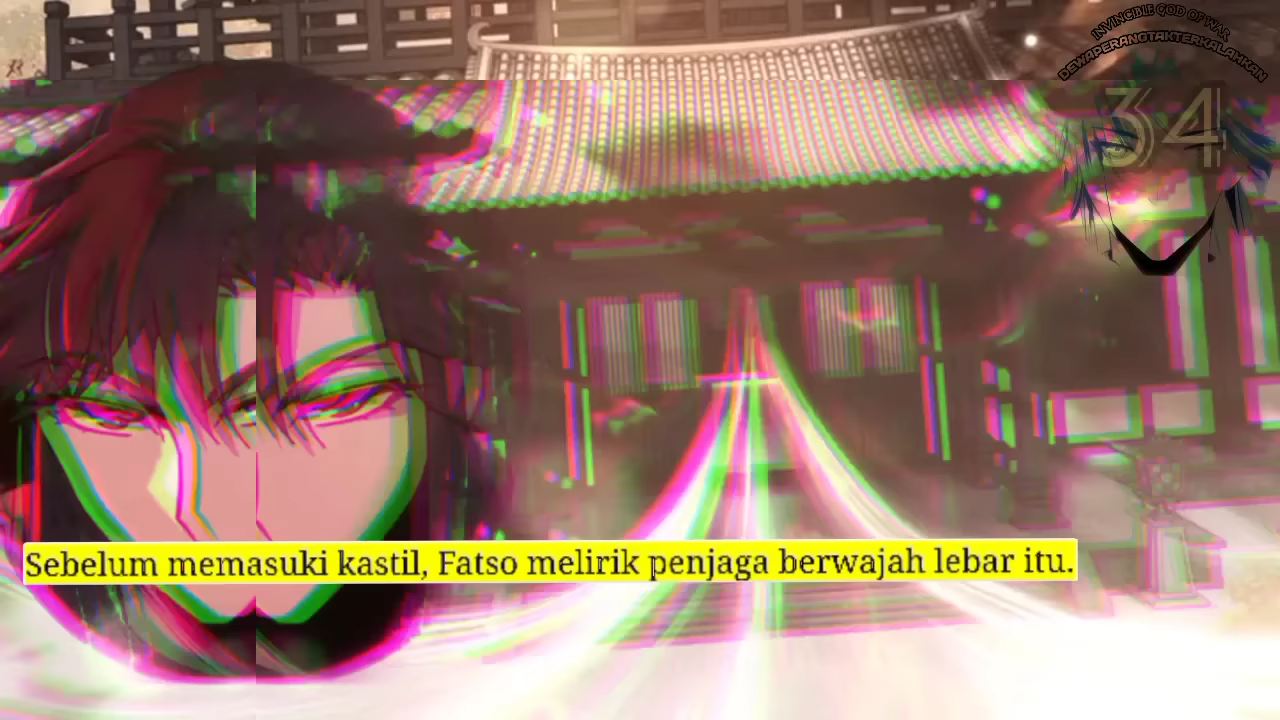 INVINCIBLE GOD OF WAR
DEWAPERANGTAKTERKALAHKAN
34
Sebelum memasuki kastil, Fatso melirik penjaga berwajah lebar itu.